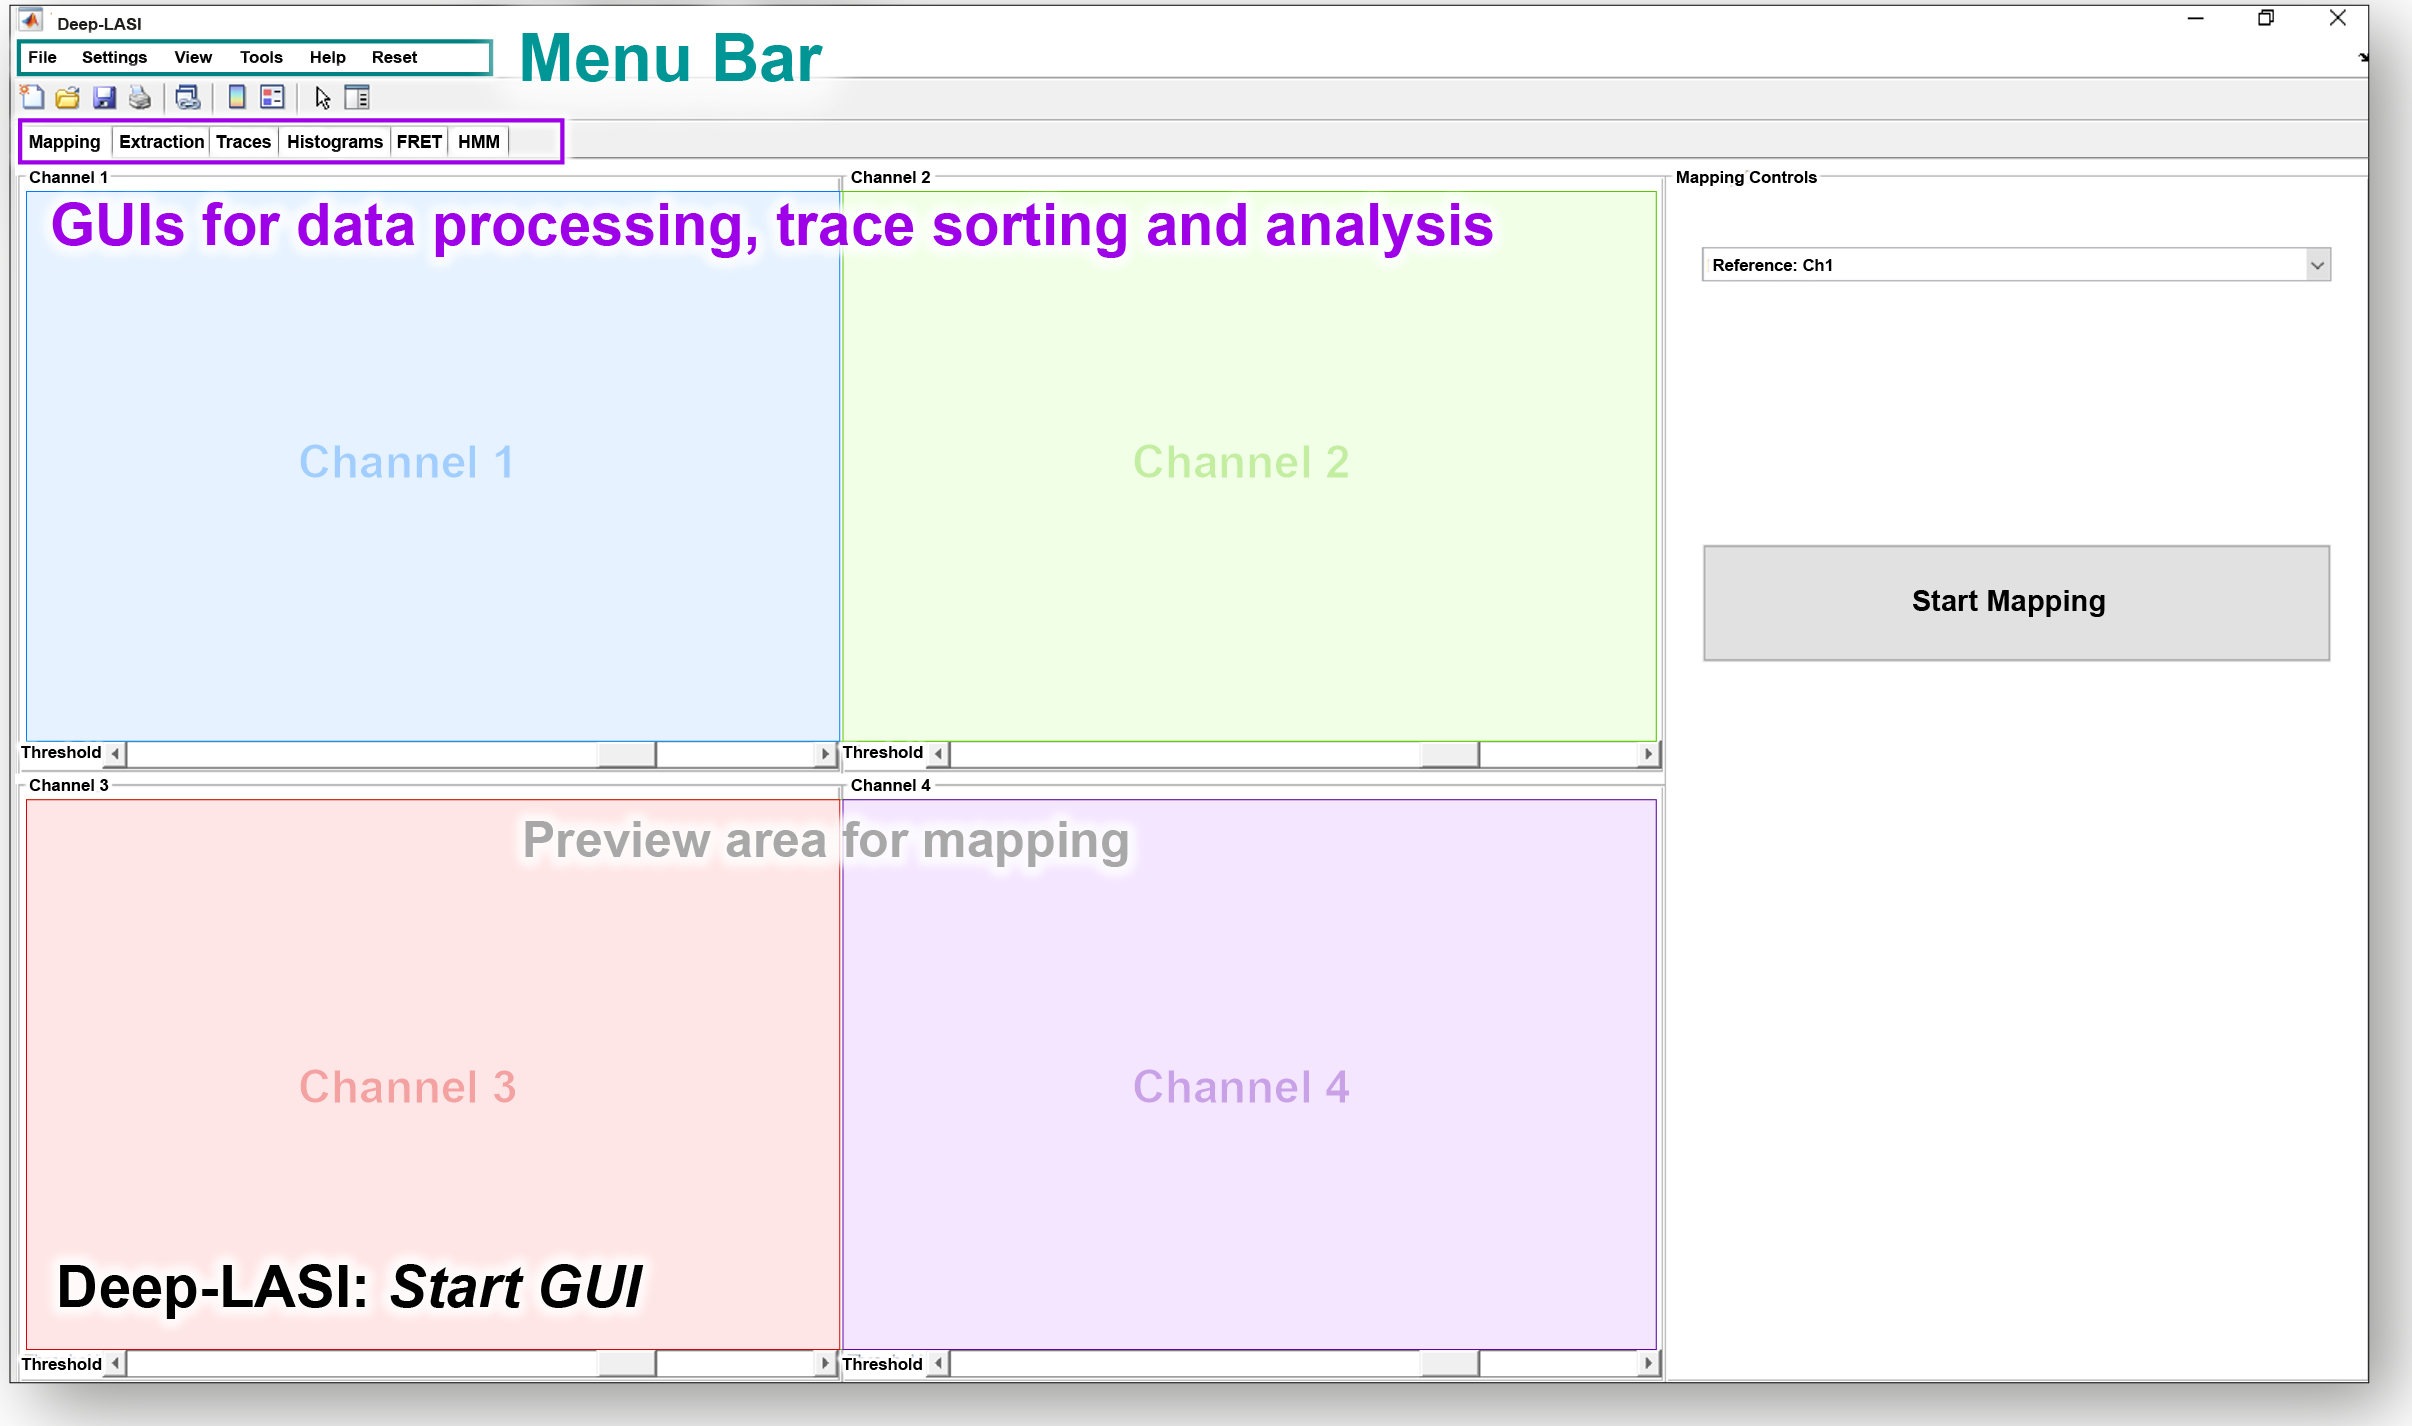 Deep-LASI
File Settings View Tools Help Reset
Menu Bar
Mapping Extraction Traces Histograms FRET HMM
Channel 1
Channel 2
Mapping Controls
GUIs for data processing, trace sorting and analysis
Reference: Ch1
Channel 1
Channel 2
Start Mapping
Threshold
Threshold
Channel 3
Channel 4
Preview area for mapping
Channel 3
Channel 4
Deep-LASI: Start GUI
Threshold
Threshold